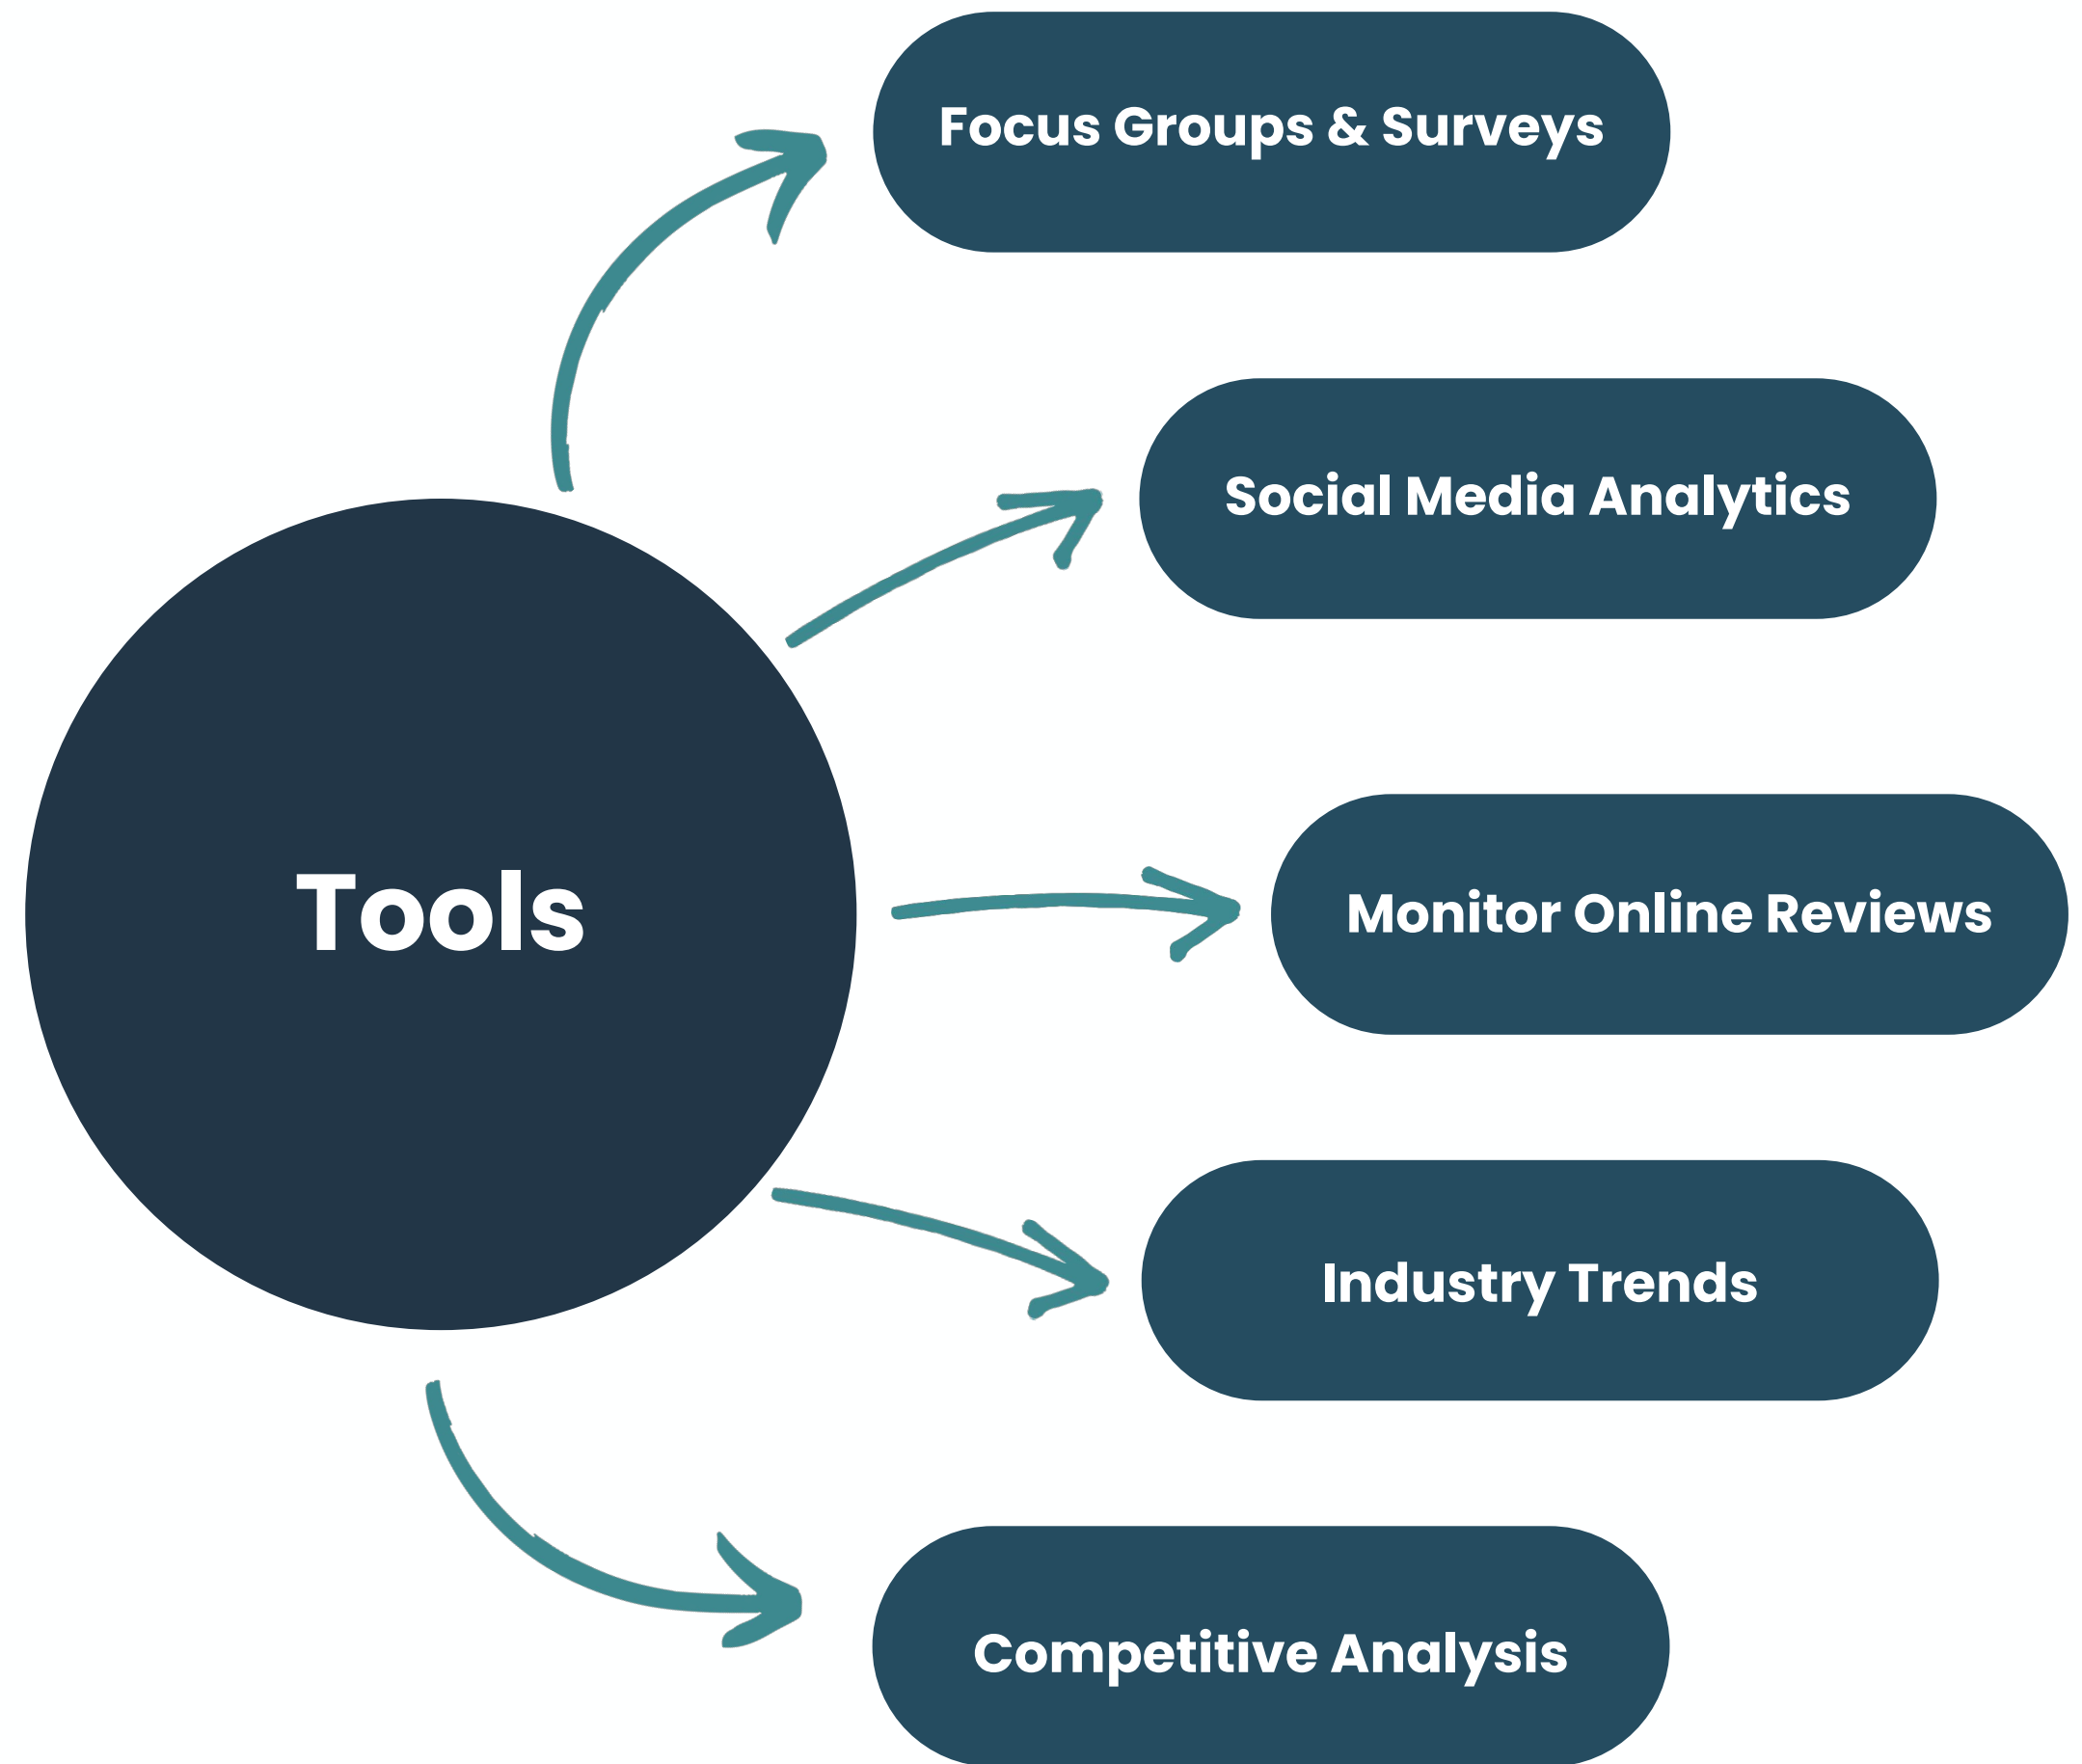 Focus Groups & Surveys
Social Media Analytics
Tools
Monitor Online Reviews
Industry Trends
Competitive Analysis